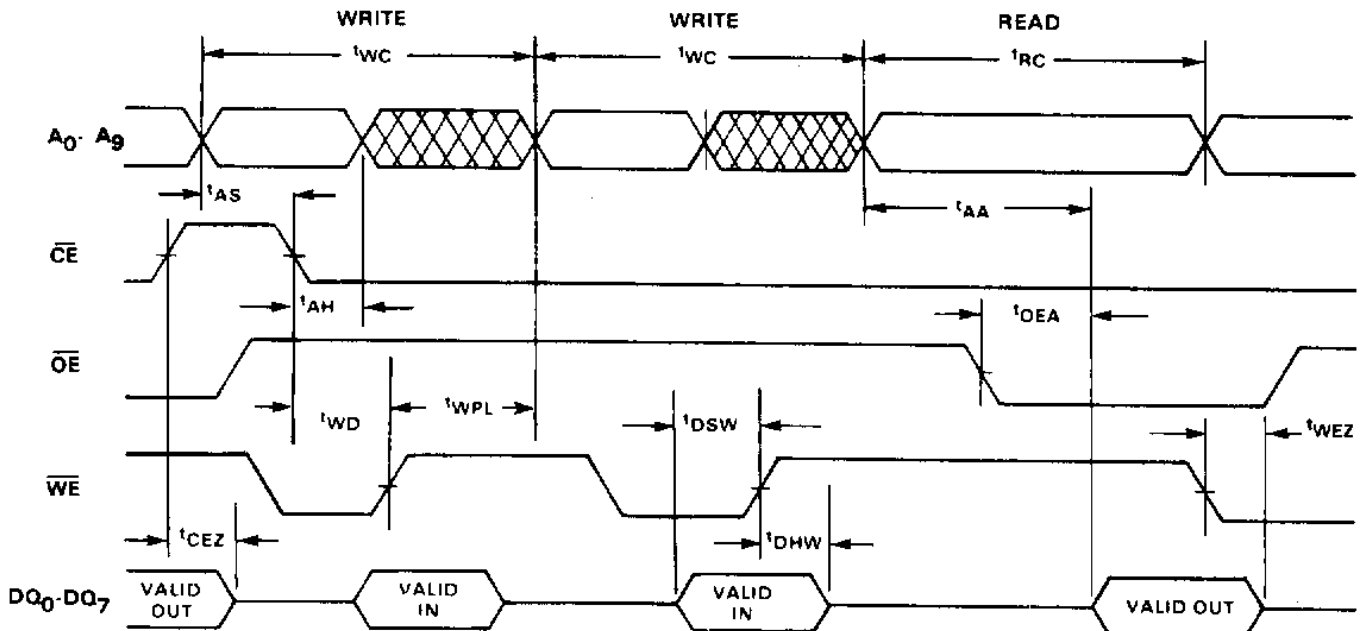 WRITE WRITE READ
tWC tWC tRC
A0- A9
tAS
tAA
CE
tAH
tOEA
OE
tWD tWPL tDSW tWEZ
WE
tCEZ tDHW
DQ0-DQ7 VALID OUT VALID IN VALID IN VALID OUT